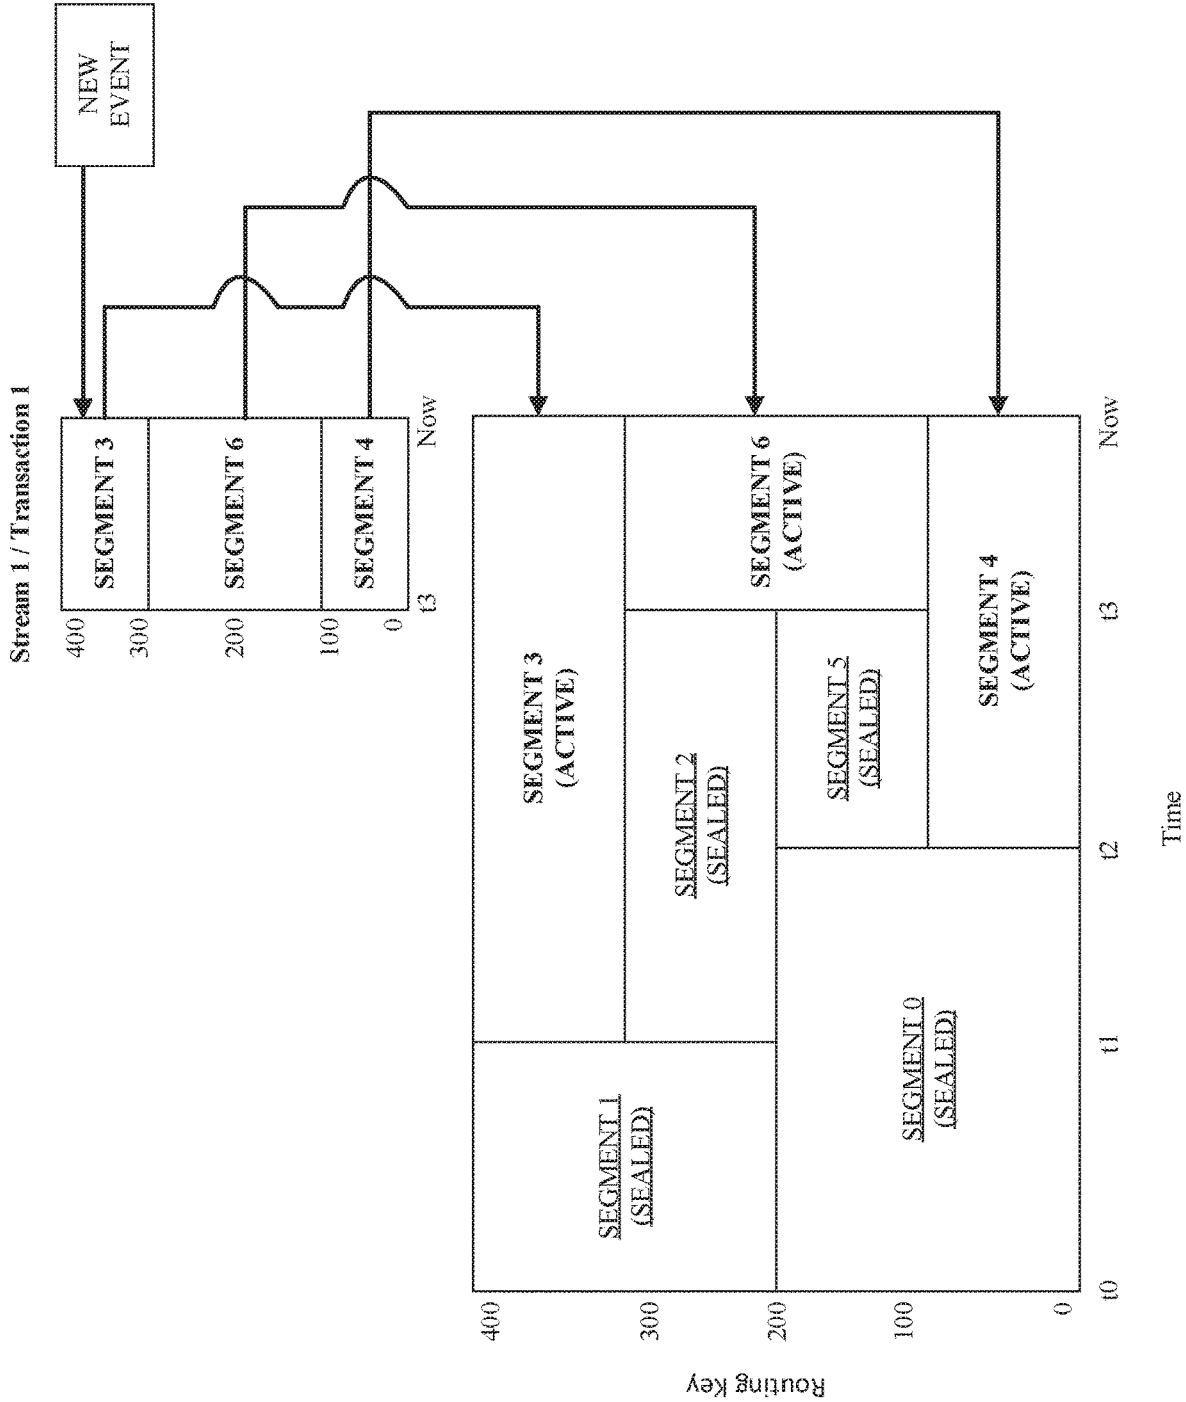 Stream 1 / Transaction 1
NEW
EVENT
400
300
200
100
0
SEGMENT 3
SEGMENT 6
SEGMENT 4
t3
Now
Routing Key
400
300
200
100
0
SEGMENT 1
(SEALED)
SEGMENT 3
(ACTIVE)
SEGMENT 2
(SEALED)
SEGMENT 6
(ACTIVE)
SEGMENT 5
(SEALED)
SEGMENT 0
(SEALED)
SEGMENT 4
(ACTIVE)
t0
t1
t2
t3
Now
Time